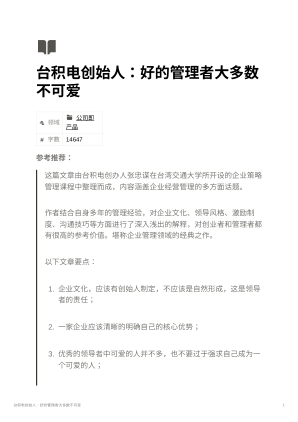 台积电创始人：好的管理者大多数
不可爱
领域
公司即
产品
# 字数
14647
参考推荐：
这篇文章由台积电创办人张忠谋在台湾交通大学所开设的企业策略
管理课程中整理而成，内容涵盖企业经营管理的多方面话题。
作者结合自身多年的管理经验，对企业文化、领导风格、激励制
度、沟通技巧等方面进行了深入浅出的解释，对创业者和管理者都
有很高的参考价值。堪称企业管理领域的经典之作。
以下文章要点：
1. 企业文化，应该有创始人制定，不应该是自然形成，这是领导
者的责任；
2. 一家企业应该清晰的明确自己的核心优势；
3. 优秀的领导者中可爱的人并不多，也不要过于强求自己成为一
个可爱的人；
台积电创始人：好的管理者大多数不可爱
1